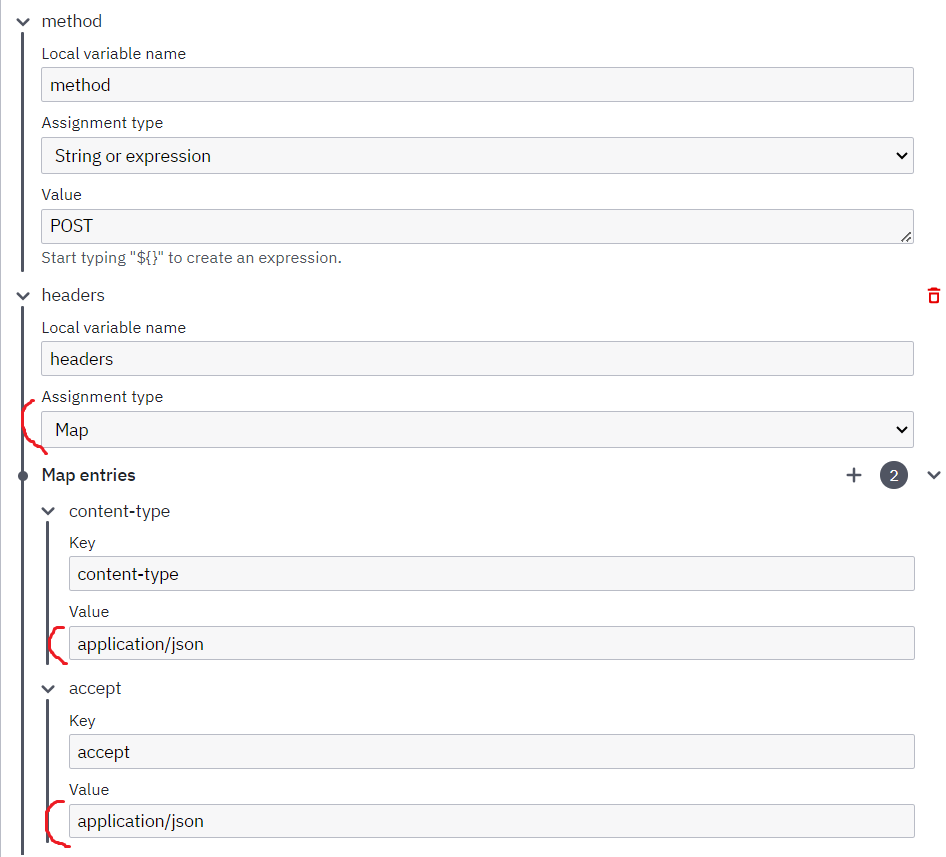 method
Local variable name
method
Assignment type
String or expression
Value
POST
Start typing "${}" to create an expression.
headers
Local variable name
headers
Assignment type
Map
Map entries
2
content-type
Key
content-type
Value
application/json
accept
Key
accept
Value
application/json